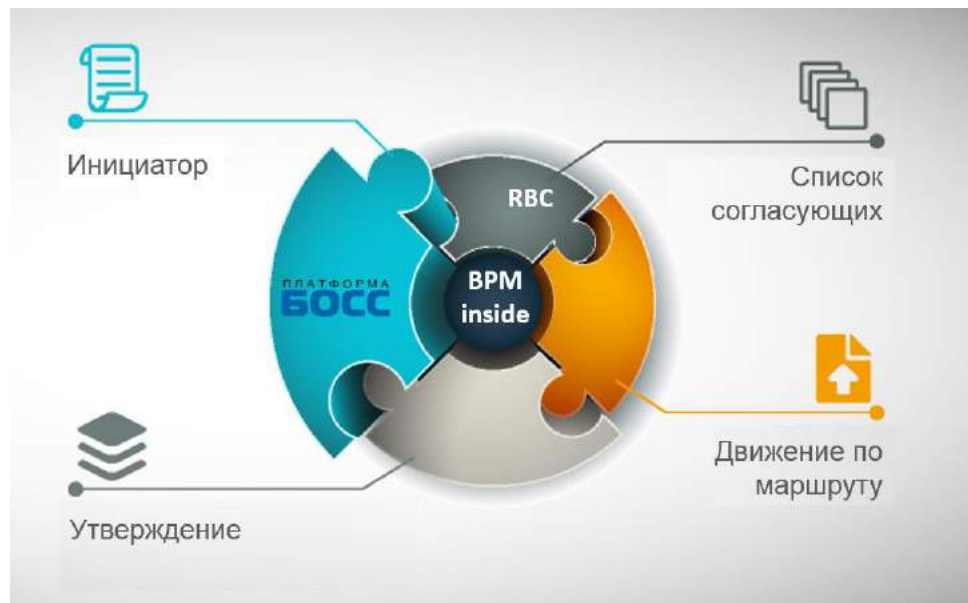 Инициатор
Список
согласующих
RBC
ПЛАТФОРМА
БОСС
BPM
inside
Движение по
маршруту
Утверждение